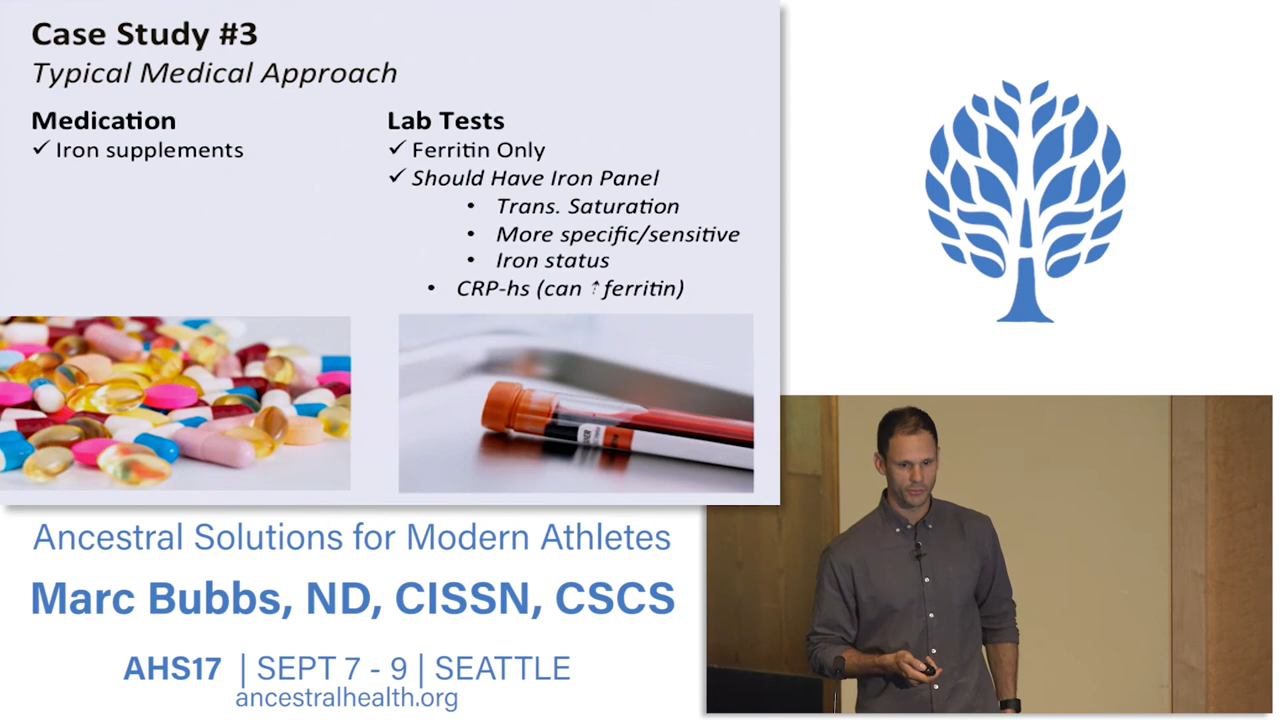 Case Study #3
Typical Medical Approach
Medication
✓ Iron supplements
Lab Tests
✓ Ferritin Only
✓ Should Have Iron Panel
• Trans. Saturation
• More specific/sensitive
• Iron status
• CRP-hs (can ↑ ferritin)
Ancestral Solutions for Modern Athletes
Marc Bubbs, ND, CISSN, CSCS
AHS17 | SEPT 7 - 9 | SEATTLE
ancestralhealth.org